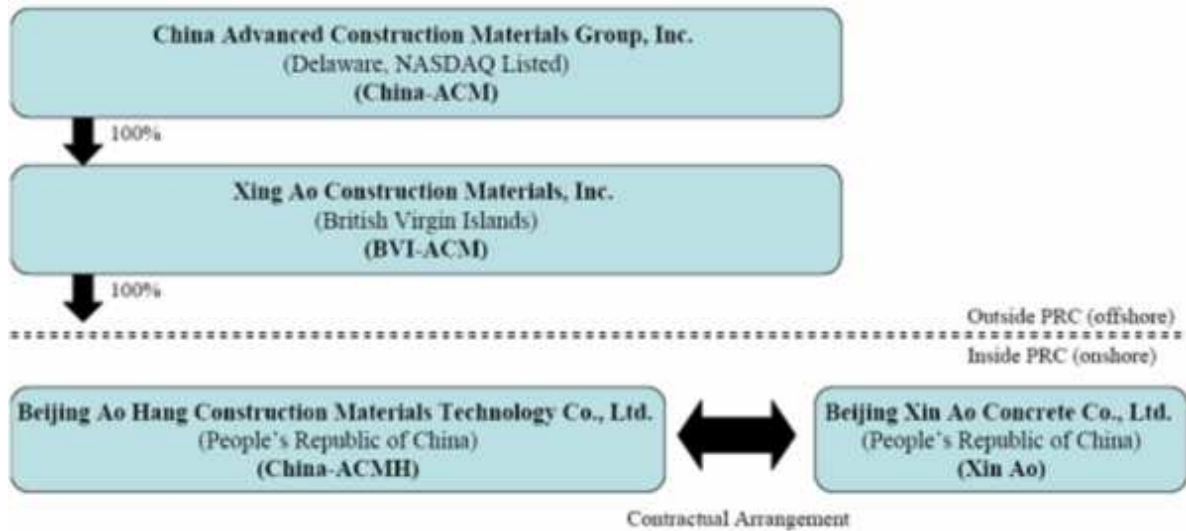 China Advanced Construction Materials Group, Inc.
(Delaware, NASDAQ Listed)
(China-ACM)
100%
Xing Ao Construction Materials, Inc.
(British Virgin Islands)
(BVI-ACM)
100%
Outside PRC (offshore)
Inside PRC (onshore)
Beijing Ao Hang Construction Materials Technology Co., Ltd.
(People's Republic of China)
(China-ACMH)
Beijing Xin Ao Concrete Co., Ltd.
(People's Republic of China)
(Xin Ao)
Contractual Arrangement